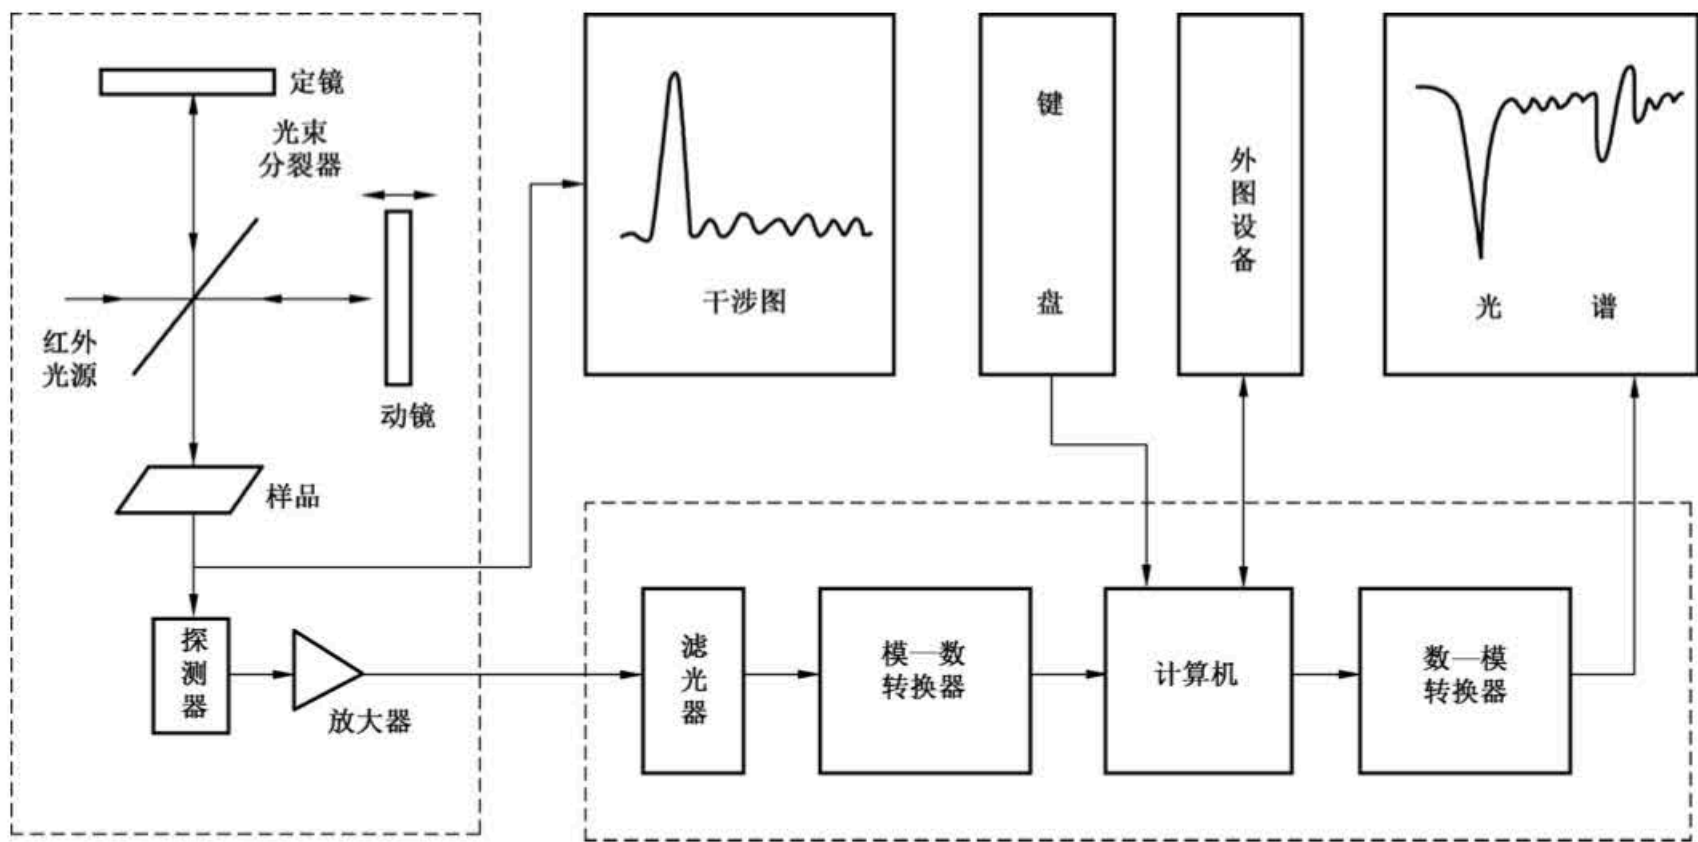 定镜
光束
分裂器
红外
光源
动镜
样品
探
测
器
放大器
干涉图
键
盘
外
图
设
备
光 谱
滤
光
器
模—数
转换器
计算机
数—模
转换器